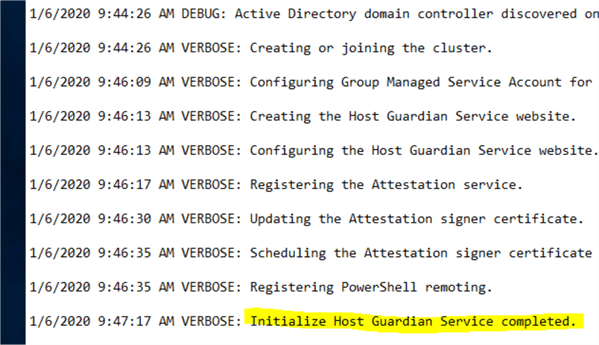 1/6/2020 9:44:26 AM DEBUG: Active Directory domain controller discovered on
1/6/2020 9:44:26 AM VERBOSE: Creating or joining the cluster.
1/6/2020 9:46:09 AM VERBOSE: Configuring Group Managed Service Account for
1/6/2020 9:46:13 AM VERBOSE: Creating the Host Guardian Service website.
1/6/2020 9:46:13 AM VERBOSE: Configuring the Host Guardian Service website.
1/6/2020 9:46:17 AM VERBOSE: Registering the Attestation service.
1/6/2020 9:46:30 AM VERBOSE: Updating the Attestation signer certificate.
1/6/2020 9:46:35 AM VERBOSE: Scheduling the Attestation signer certificate
1/6/2020 9:46:35 AM VERBOSE: Registering PowerShell remoting.
1/6/2020 9:47:17 AM VERBOSE: Initialize Host Guardian Service completed.